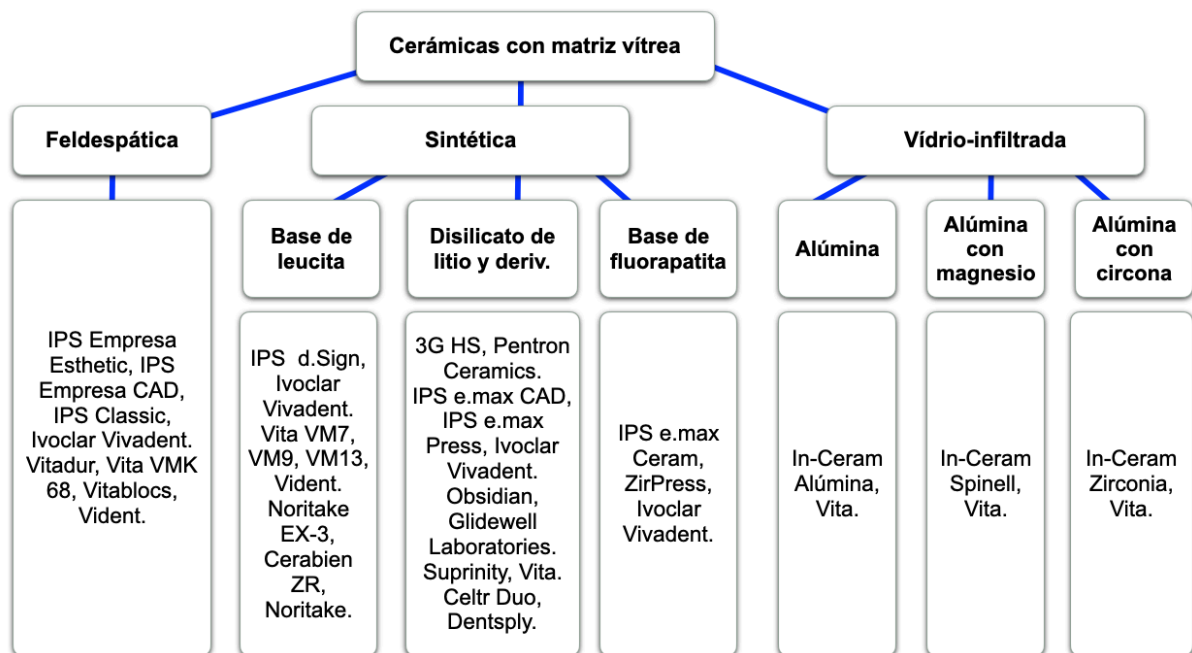 Cerámicas con matriz vítrea
Feldespática
Sintética
Vídrio-infiltrada
Base de
leucita
Disilicato de
litio y deriv.
Base de
fluorapatita
Alúmina
Alúmina
con
magnesio
Alúmina
con
circona
IPS Empresa
Esthetic, IPS
Empresa CAD,
IPS Classic,
Ivoclar Vivadent.
Vitadur, Vita VMK
68, Vitablocs,
Vident.
IPS d.Sign,
Ivoclar
Vivadent.
Vita VM7,
VM9, VM13,
Vident.
Noritake
EX-3,
Cerabien
ZR,
Noritake.
3G HS, Pentron
Ceramics.
IPS e.max CAD,
IPS e.max
Press, Ivoclar
Vivadent.
Obsidian,
Glidewell
Laboratories.
Suprinity, Vita.
Celtr Duo,
Dentsply.
IPS e.max
Ceram,
ZirPress,
Ivoclar
Vivadent.
In-Ceram
Alúmina,
Vita.
In-Ceram
Spinell, Vita.
In-Ceram
Zirconia,
Vita.